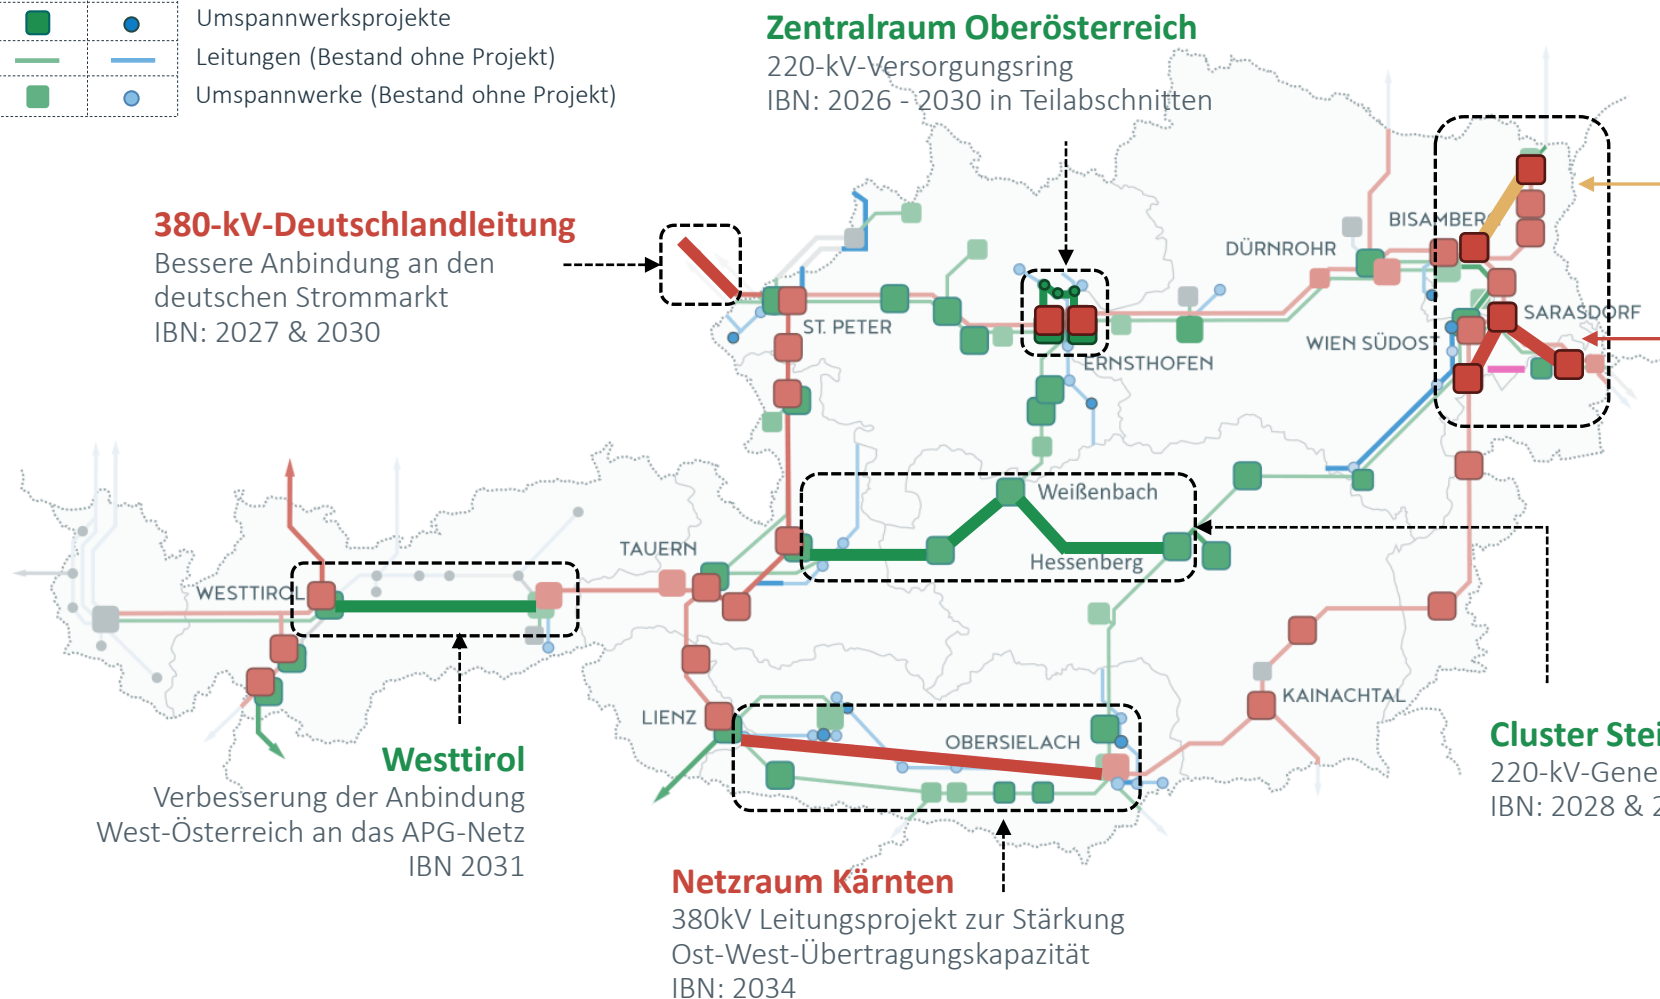 Umspannwerksprojekte
Leitungen (Bestand ohne Projekt)
Umspannwerke (Bestand ohne Projekt)
Zentralraum Oberösterreich
220-kV-Versorgungsring
IBN: 2026 - 2030 in Teilabschnitten
380-kV-Deutschlandleitung
Bessere Anbindung an den
deutschen Strommarkt
IBN: 2027 & 2030
BISAMBERG
DÜRNROHR
SARASDORF
ST. PETER
WIEN SÜDOST
ERNSTHOFEN
Weißenbach
TAUERN
Hessenberg
WESTTIROL
KAINACHTAL
LIENZ
OBERSIELACH
Westtirol
Verbesserung der Anbindung
West-Österreich an das APG-Netz
IBN 2031
Cluster Stei
220-kV-Gene
IBN: 2028 & 2
Netzraum Kärnten
380kV Leitungsprojekt zur Stärkung
Ost-West-Übertragungskapazität
IBN: 2034